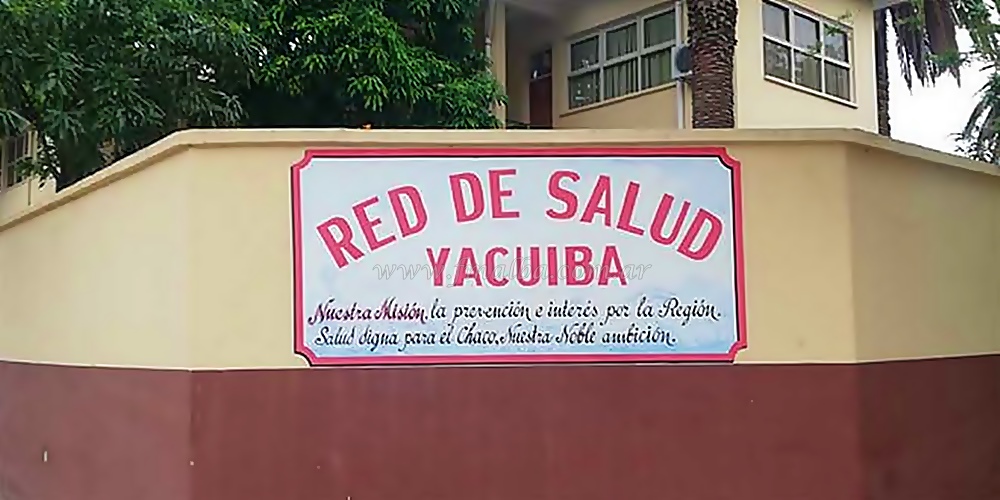 RED DE SALUD
YACUIBA
Nuestra Misión, la prevención e interés por la Región.
Salud digna para el Chaco, Nuestra Noble ambición.